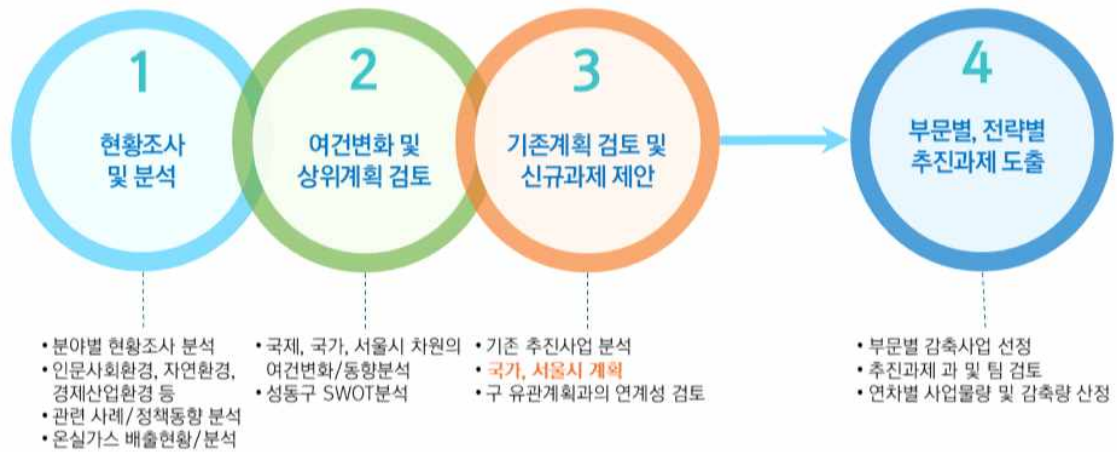 1
현황조사
및 분석
2
여건변화 및
상위계획 검토
3
기존계획 검토 및
신규과제 제안
4
부문별, 전략별
추진과제 도출
• 분야별 현황조사 분석
• 인문사회환경, 자연환경,
경제산업환경 등
• 관련 사례/정책동향 분석
• 온실가스 배출현황/분석
• 국제, 국가, 서울시 차원의
여건변화/동향분석
• 성동구 SWOT분석
• 기존 추진사업 분석
• 국가, 서울시 계획
• 구 유관계획과의 연계성 검토
• 부문별 감축사업 선정
• 추진과제 과 및 팀 검토
• 연차별 사업물량 및 감축량 산정